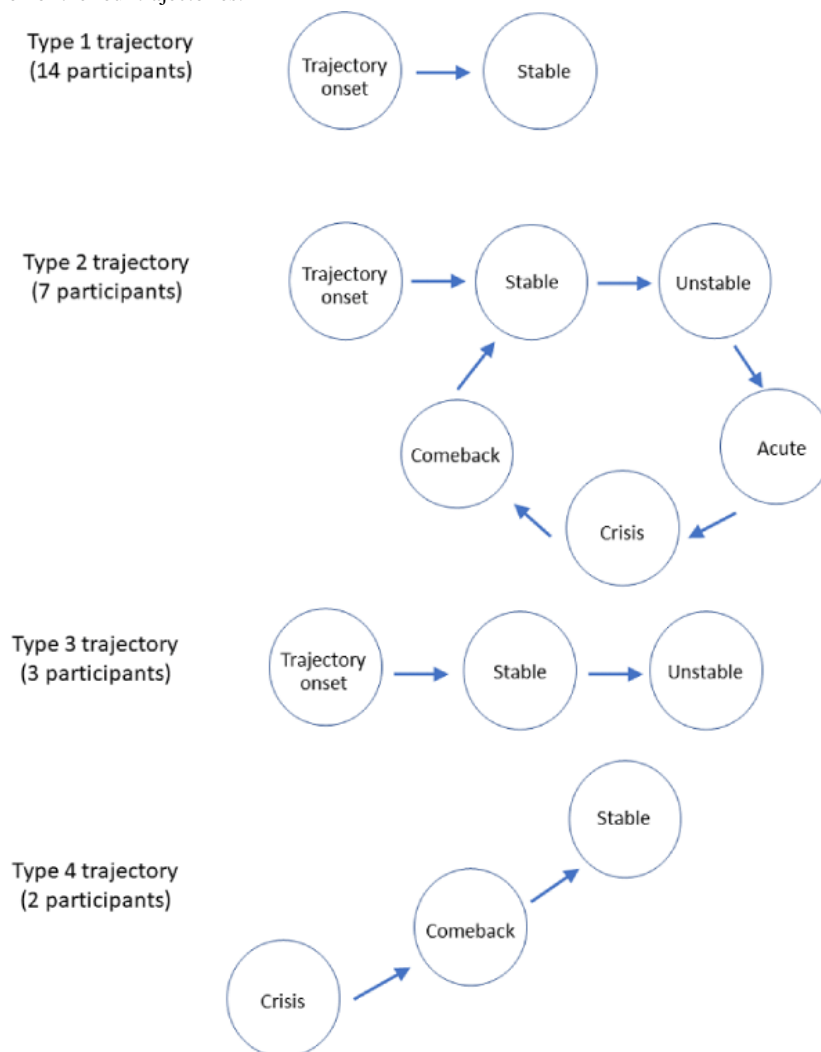 Type 1 trajectory
(14 participants)
Trajectory
onset
Stable
Type 2 trajectory
(7 participants)
Trajectory
onset
Stable
Unstable
Comeback
Acute
Crisis
Type 3 trajectory
(3 participants)
Trajectory
onset
Stable
Unstable
Stable
Type 4 trajectory
(2 participants)
Comeback
Crisis